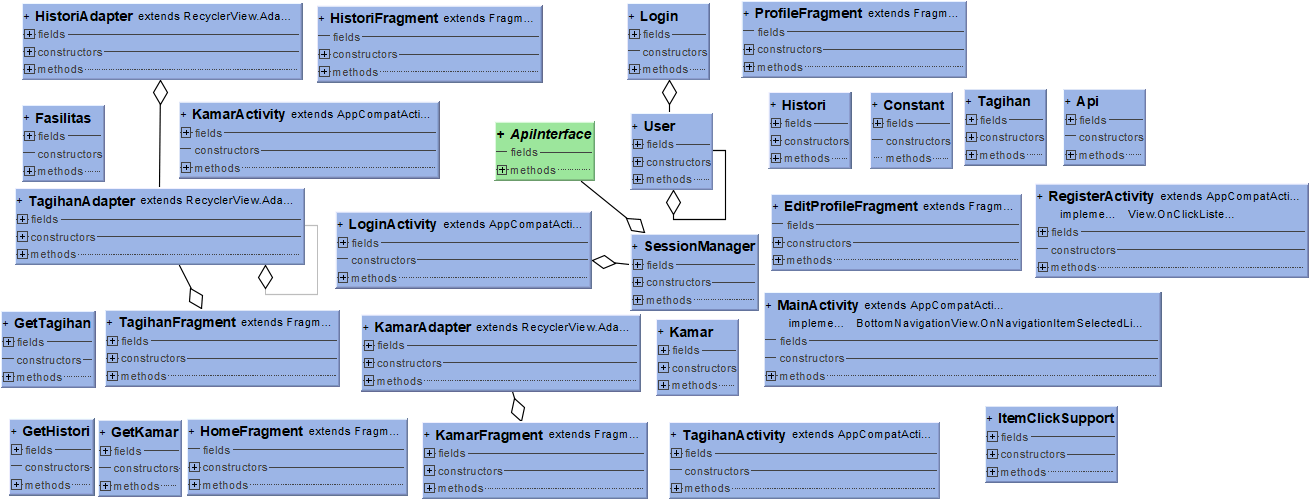 HistoriAdapter extends RecyclerView.Ada...
fields
constructors
methods
HistoriFragment extends Fragm...
fields
constructors
methods
Login
fields
constructors
methods
ProfileFragment extends Fragm...
fields
constructors
methods
Fasilitas
fields
constructors
methods
KamarActivity extends AppCompatActi...
fields
constructors
methods
ApiInterface
fields
methods
User
fields
constructors
methods
Histori
fields
constructors
methods
Constant
fields
constructors
methods
Tagihan
fields
constructors
methods
Api
fields
constructors
methods
TagihanAdapter extends RecyclerView.Ada...
fields
constructors
methods
LoginActivity extends AppCompatActi...
fields
constructors
methods
SessionManager
fields
constructors
methods
EditProfileFragment extends Fragm...
fields
constructors
methods
RegisterActivity extends AppCompatActi...
impleme... View.OnClickListe...
fields
constructors
methods
GetTagihan
fields
constructors
methods
TagihanFragment extends Fragm...
fields
constructors
methods
KamarAdapter extends RecyclerView.Ada...
fields
constructors
methods
Kamar
fields
constructors
methods
MainActivity extends AppCompatActi...
impleme... BottomNavigationView.OnNavigationItemSelectedLi...
fields
constructors
methods
GetHistori
fields
constructors
methods
GetKamar
fields
constructors
methods
HomeFragment extends Fragm...
fields
constructors
methods
KamarFragment extends Fragm...
fields
constructors
methods
TagihanActivity extends AppCompatActi...
fields
constructors
methods
ItemClickSupport
fields
constructors
methods